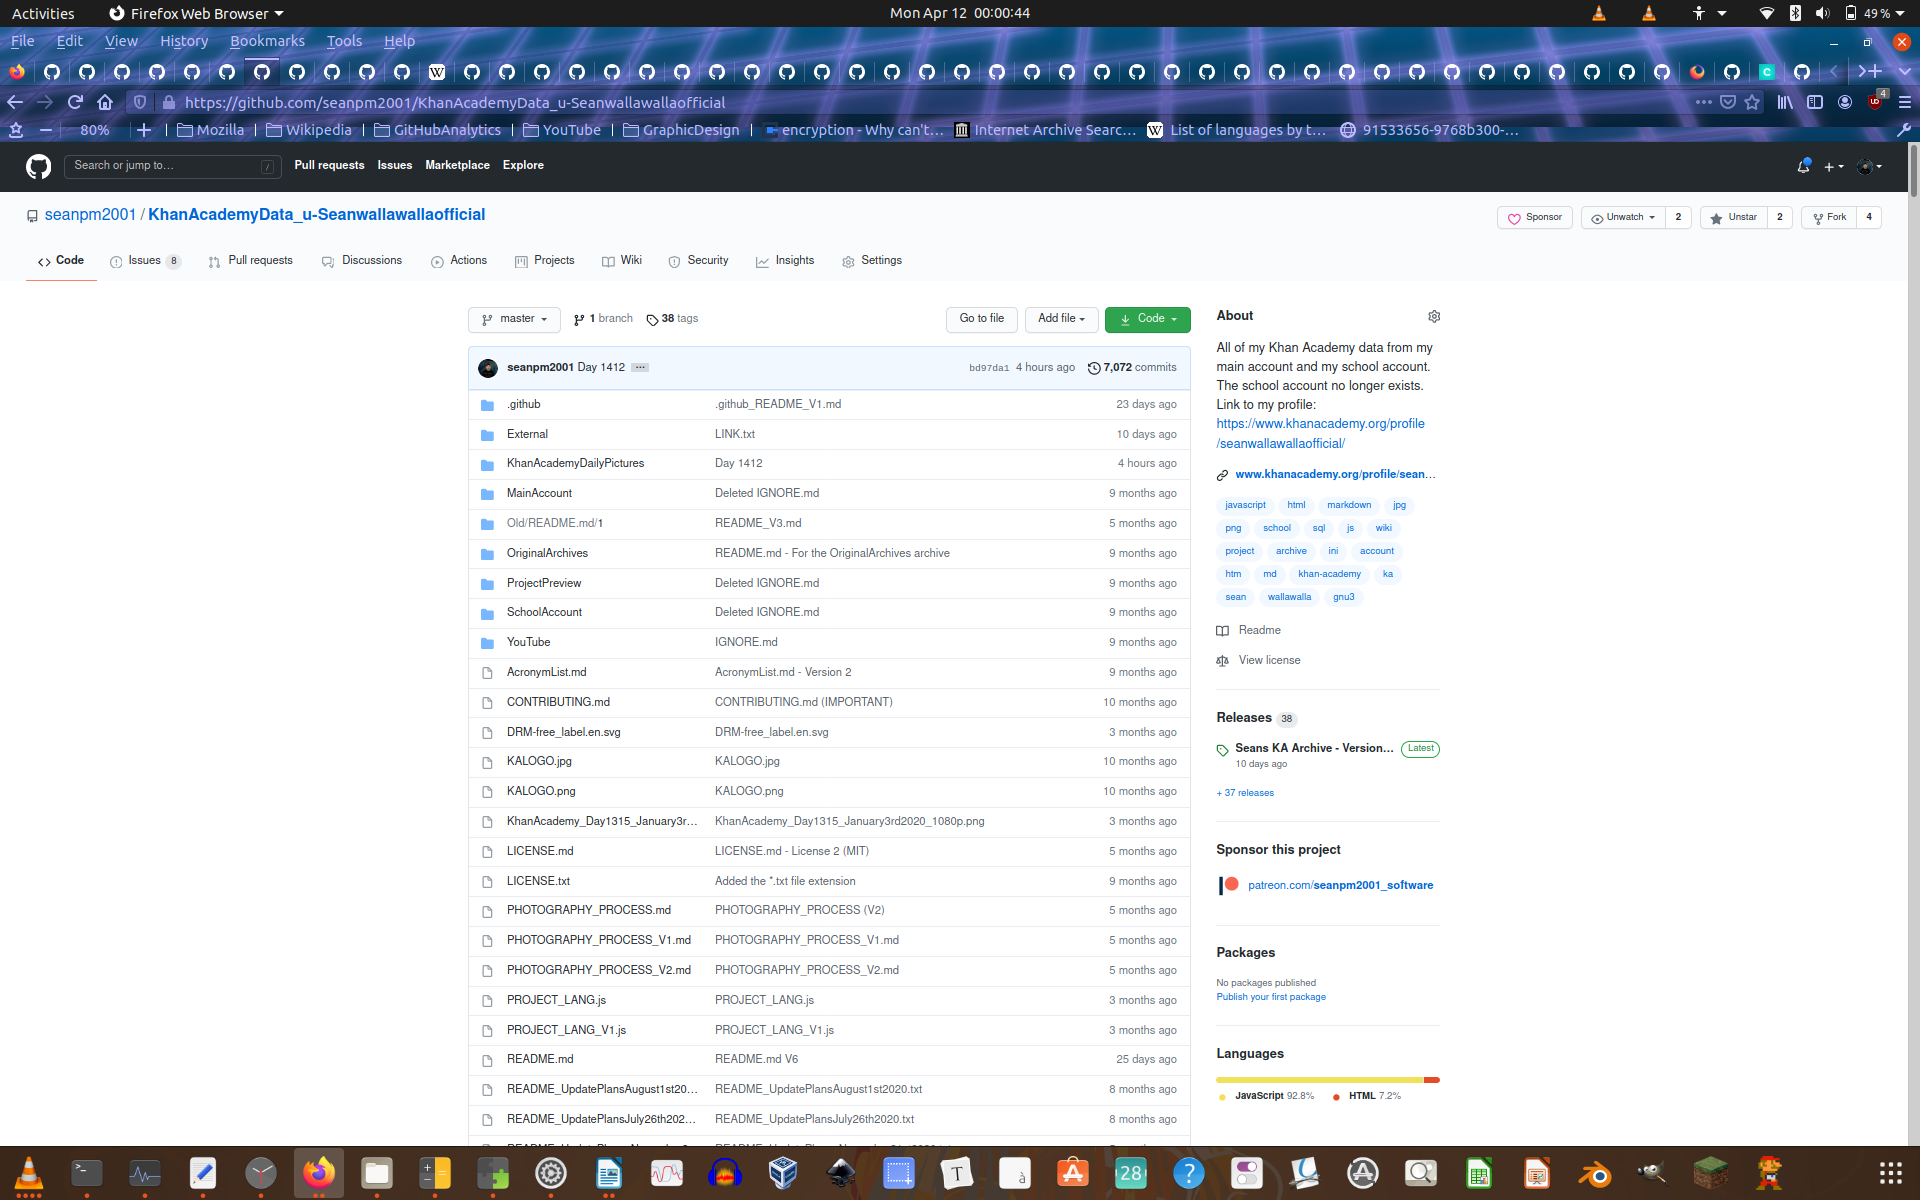 Activities Firefox Web Browser Mon Apr 12 00:00:44 49 %
File Edit View History Bookmarks Tools Help
https://github.com/seanpm2001/KhanAcademyData_u-Seanwallawallaofficial 4
80% Mozilla Wikipedia GitHubAnalytics YouTube GraphicDesign encryption - Why can't… Internet Archive Searc… List of languages by t… 91533656-9768b300-…
Search or jump to… / Pull requests Issues Marketplace Explore
seanpm2001 / KhanAcademyData_u-Seanwallawallaofficial Sponsor Unwatch 2 Unstar 2 Fork 4
Code Issues 8 Pull requests Discussions Actions Projects Wiki Security Insights Settings
master 1 branch 38 tags Go to file Add file Code
seanpm2001 Day 1412 … bd97da1 4 hours ago 7,072 commits
.github .github_README_V1.md 23 days ago
External LINK.txt 10 days ago
KhanAcademyDailyPictures Day 1412 4 hours ago
MainAccount Deleted IGNORE.md 9 months ago
Old/README.md/1 README_V3.md 5 months ago
OriginalArchives README.md - For the OriginalArchives archive 9 months ago
ProjectPreview Deleted IGNORE.md 9 months ago
SchoolAccount Deleted IGNORE.md 9 months ago
YouTube IGNORE.md 9 months ago
AcronymList.md AcronymList.md - Version 2 9 months ago
CONTRIBUTING.md CONTRIBUTING.md (IMPORTANT) 10 months ago
DRM-free_label.en.svg DRM-free_label.en.svg 3 months ago
KALOGO.jpg KALOGO.jpg 10 months ago
KALOGO.png KALOGO.png 10 months ago
KhanAcademy_Day1315_January3r… KhanAcademy_Day1315_January3rd2020_1080p.png 3 months ago
LICENSE.md LICENSE.md - License 2 (MIT) 5 months ago
LICENSE.txt Added the *.txt file extension 9 months ago
PHOTOGRAPHY_PROCESS.md PHOTOGRAPHY_PROCESS (V2) 5 months ago
PHOTOGRAPHY_PROCESS_V1.md PHOTOGRAPHY_PROCESS_V1.md 5 months ago
PHOTOGRAPHY_PROCESS_V2.md PHOTOGRAPHY_PROCESS_V2.md 5 months ago
PROJECT_LANG.js PROJECT_LANG.js 3 months ago
PROJECT_LANG_V1.js PROJECT_LANG_V1.js 3 months ago
README.md README.md V6 25 days ago
README_UpdatePlansAugust1st20… README_UpdatePlansAugust1st2020.txt 8 months ago
README_UpdatePlansJuly26th202… README_UpdatePlansJuly26th2020.txt 8 months ago
About
All of my Khan Academy data from my
main account and my school account.
The school account no longer exists.
Link to my profile:
https://www.khanacademy.org/profile
/seanwallawallaofficial/
www.khanacademy.org/profile/sean…
javascript html markdown jpg
png school sql js wiki
project archive ini account
htm md khan-academy ka
sean wallawalla gnu3
Readme
View license
Releases 38
Seans KA Archive - Version… Latest
10 days ago
+ 37 releases
Sponsor this project
patreon.com/seanpm2001_software
Packages
No packages published
Publish your first package
Languages
JavaScript 92.8% HTML 7.2%